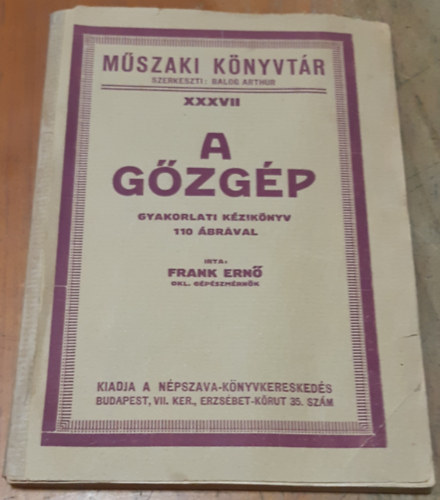 MŰSZAKI KÖNYVTÁR
SZERKESZTI: BALOG ARTHUR
XXXVII
A
GŐZGÉP
GYAKORLATI KÉZIKÖNYV
110 ÁBRÁVAL
IRTA:
FRANK ERNŐ
OKL. GÉPÉSZMÉRNÖK
KIADJA A NÉPSZAVA-KÖNYVKERESKEDÉS
BUDAPEST, VII. KER., ERZSÉBET-KÖRUT 35. SZÁM